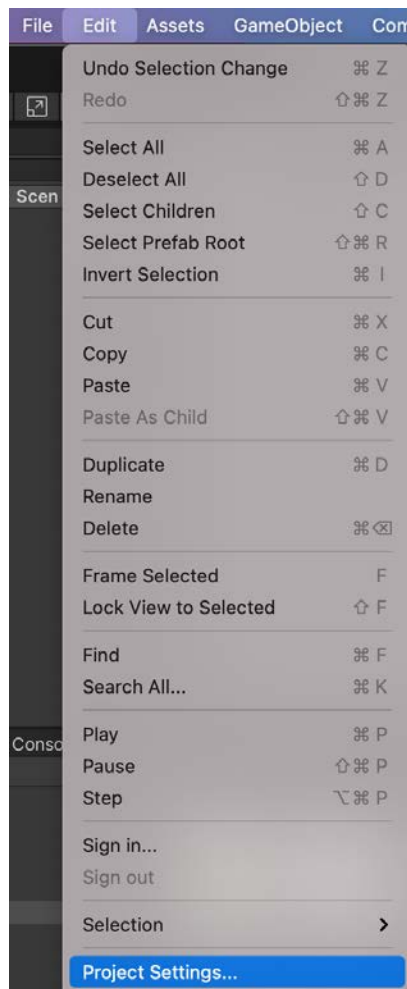 File Edit Assets GameObject Com
Undo Selection Change ⌘ Z
Redo ⇧⌘ Z
Select All ⌘ A
Deselect All ⇧ D
Scen
Select Children ⇧ C
Select Prefab Root ⇧⌘ R
Invert Selection ⌘ I
Cut ⌘ X
Copy ⌘ C
Paste ⌘ V
Paste As Child ⇧⌘ V
Duplicate ⌘ D
Rename
Delete ⌘⌫
Frame Selected F
Lock View to Selected ⇧ F
Find ⌘ F
Search All... ⌘ K
Play ⌘ P
Conso
Pause ⇧⌘ P
Step ⌥⌘ P
Sign in...
Sign out
Selection >
Project Settings...